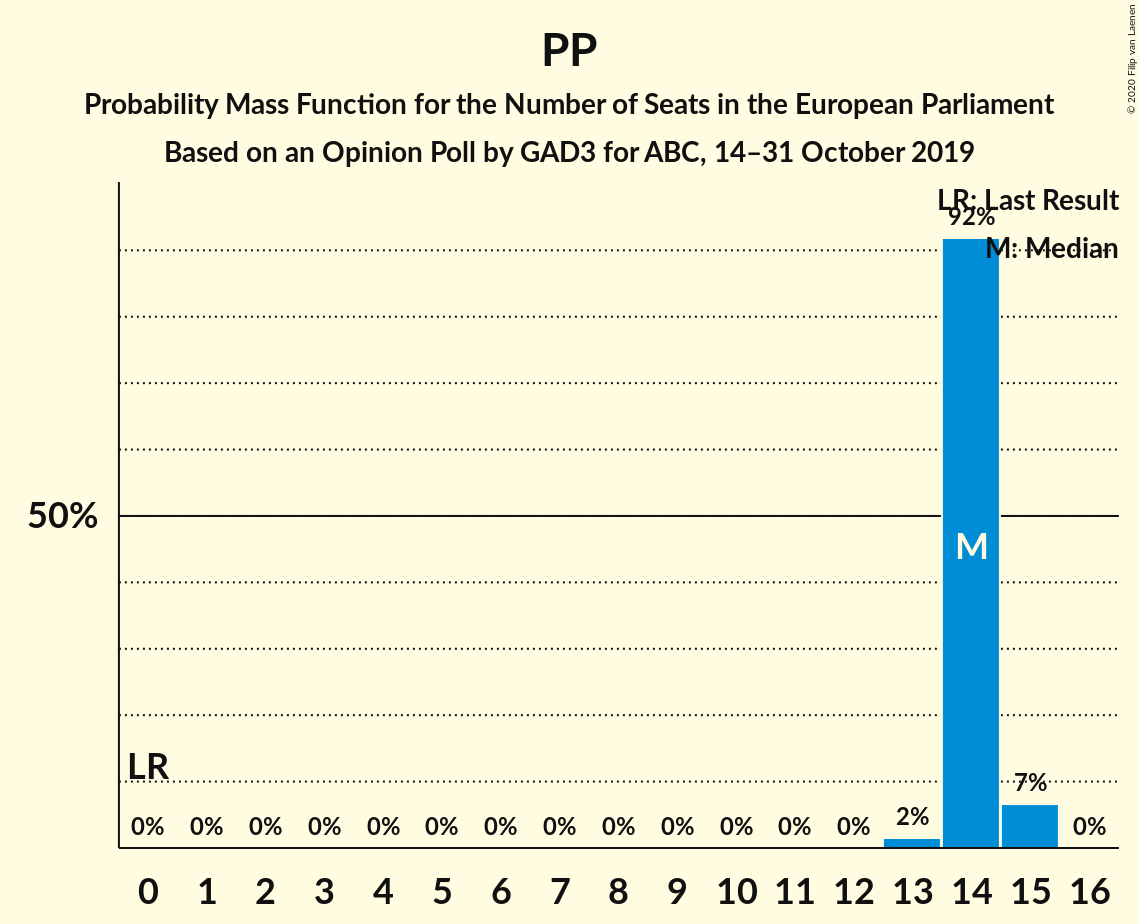 PP
Probability Mass Function for the Number of Seats in the European Parliament
Based on an Opinion Poll by GAD3 for ABC, 14–31 October 2019
© 2020 Filip van Laenen
LR: Last Result
M: Median
92%
50%
M
LR
0% 0% 0% 0% 0% 0% 0% 0% 0% 0% 0% 0% 0% 2% 7% 0%
0 1 2 3 4 5 6 7 8 9 10 11 12 13 14 15 16